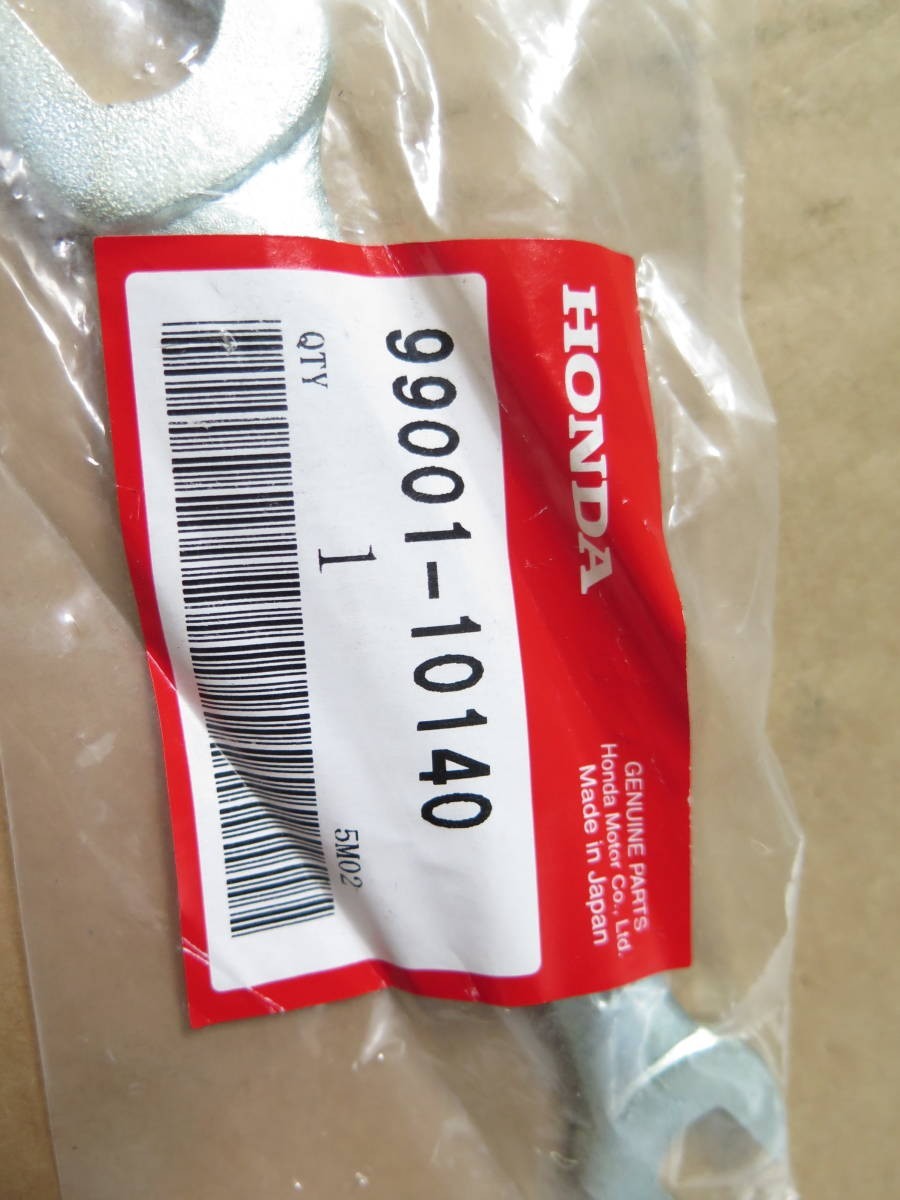 HONDA
GENUINE PARTS
Honda Motor Co., Ltd.
Made in Japan
99001-10140
QTY
1
5M02